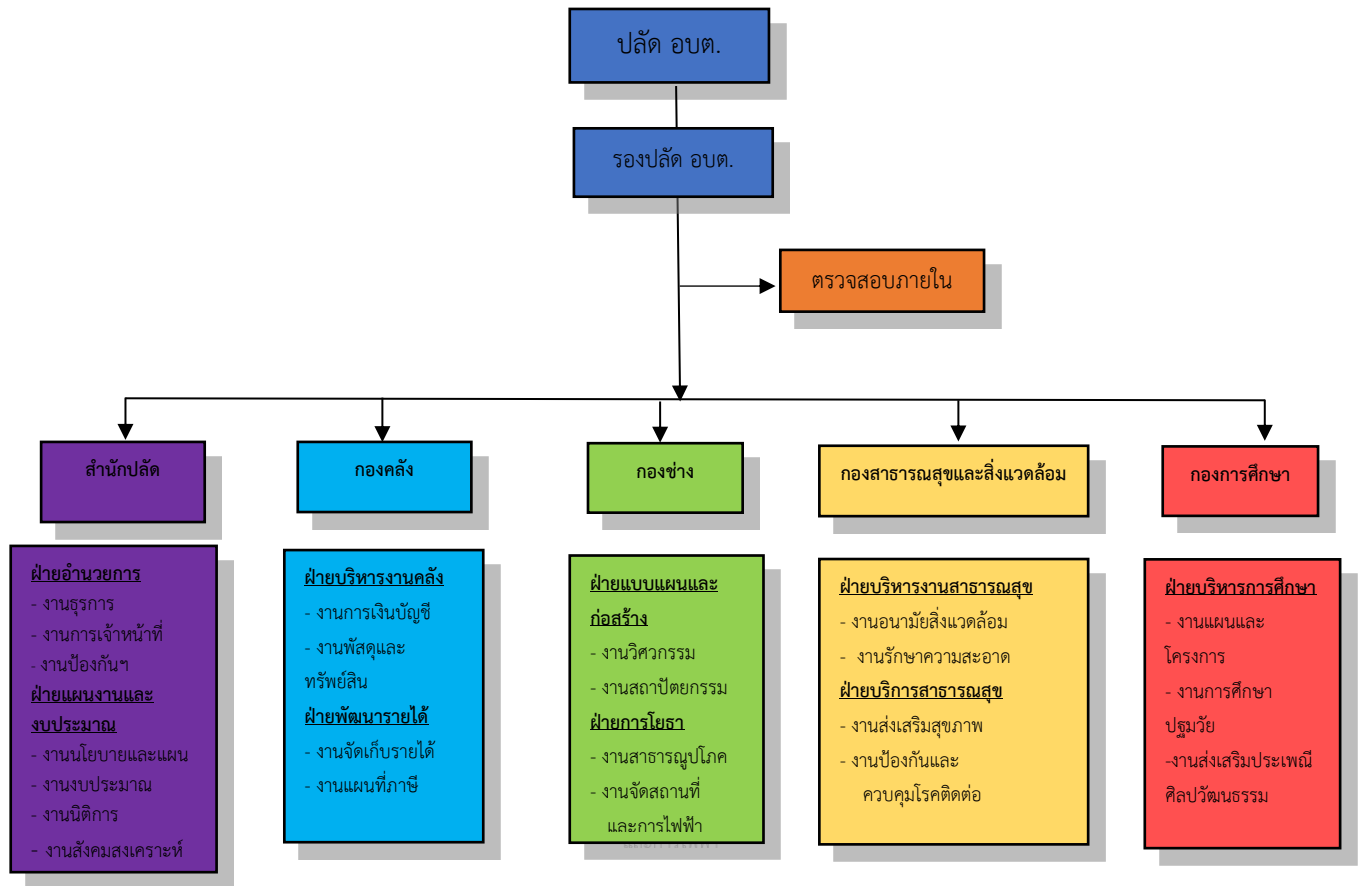 ปลัด อบต.
รองปลัด อบต.
ตรวจสอบภายใน
สำนักปลัด
กองคลัง
กองช่าง
กองสาธารณสุขและสิ่งแวดล้อม
กองการศึกษา
ฝ่ายอำนวยการ
- งานธุรการ
- งานการเจ้าหน้าที่
- งานป้องกันฯ
ฝ่ายแผนงานและ
งบประมาณ
- งานนโยบายและแผน
- งานงบประมาณ
- งานนิติการ
- งานสังคมสงเคราะห์
ฝ่ายบริหารงานคลัง
- งานการเงินบัญชี
- งานพัสดุและ
ทรัพย์สิน
ฝ่ายพัฒนารายได้
- งานจัดเก็บรายได้
- งานแผนที่ภาษี
ฝ่ายแบบแผนและ
ก่อสร้าง
- งานวิศวกรรม
- งานสถาปัตยกรรม
ฝ่ายการโยธา
- งานสาธารณูปโภค
- งานจัดสถานที่
และการไฟฟ้า
ฝ่ายบริหารงานสาธารณสุข
- งานอนามัยสิ่งแวดล้อม
- งานรักษาความสะอาด
ฝ่ายบริการสาธารณสุข
- งานส่งเสริมสุขภาพ
- งานป้องกันและ
ควบคุมโรคติดต่อ
ฝ่ายบริหารการศึกษา
- งานแผนและ
โครงการ
- งานการศึกษา
ปฐมวัย
-งานส่งเสริมประเพณี
ศิลปวัฒนธรรม